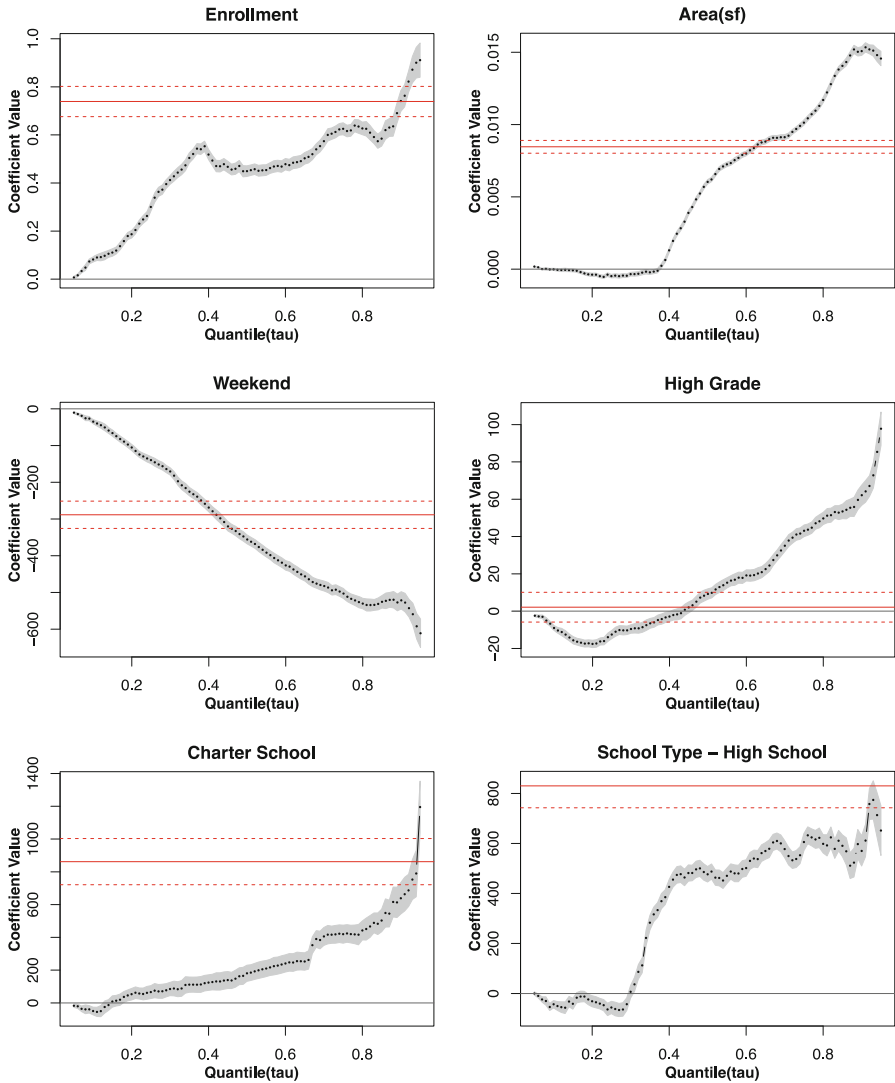 Enrollment
Coefficient Value
0.0 0.2 0.4 0.6 0.8 1.0
0.2 0.4 0.6 0.8
Quantile(tau)
Area(sf)
Coefficient Value
0.000 0.005 0.010 0.015
0.2 0.4 0.6 0.8
Quantile(tau)
Weekend
Coefficient Value
−600 −400 −200 0
0.2 0.4 0.6 0.8
Quantile(tau)
High Grade
Coefficient Value
−20 0 20 40 60 80 100
0.2 0.4 0.6 0.8
Quantile(tau)
Charter School
Coefficient Value
0 200 600 1000 1400
0.2 0.4 0.6 0.8
Quantile(tau)
School Type − High School
Coefficient Value
0 200 400 600 800
0.2 0.4 0.6 0.8
Quantile(tau)